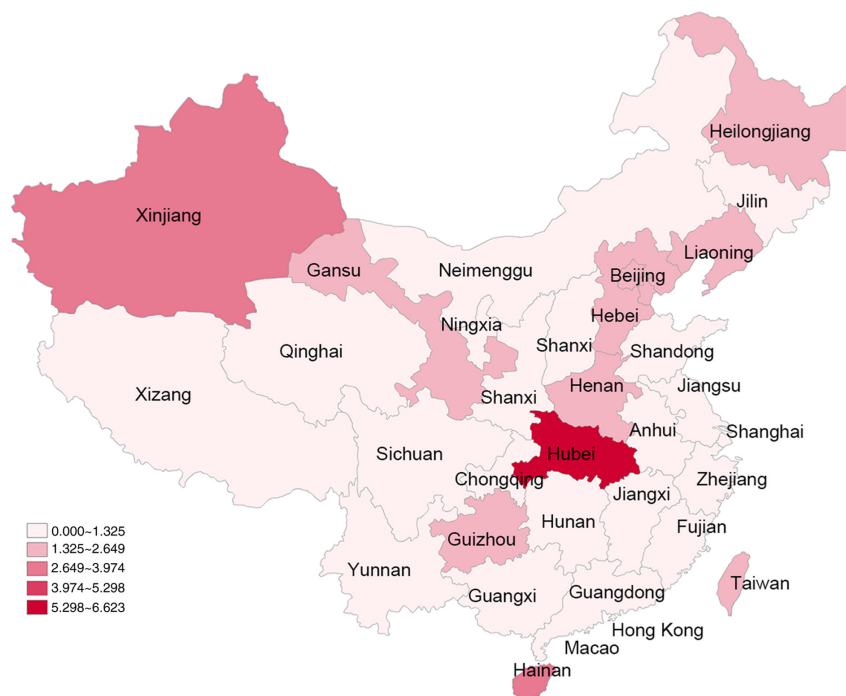 Heilongjiang
Jilin
Xinjiang
Liaoning
Gansu
Neimenggu
Beijing
Hebei
Ningxia
Shanxi
Qinghai
Shandong
Xizang
Henan
Jiangsu
Shanxi
Anhui
Shanghai
Sichuan
Hubei
Chongqing
Zhejiang
Jiangxi
Hunan
Fujian
Guizhou
Yunnan
Taiwan
Guangxi
Guangdong
Hong Kong
Macao
Hainan
0.000~1.325
1.325~2.649
2.649~3.974
3.974~5.298
5.298~6.623